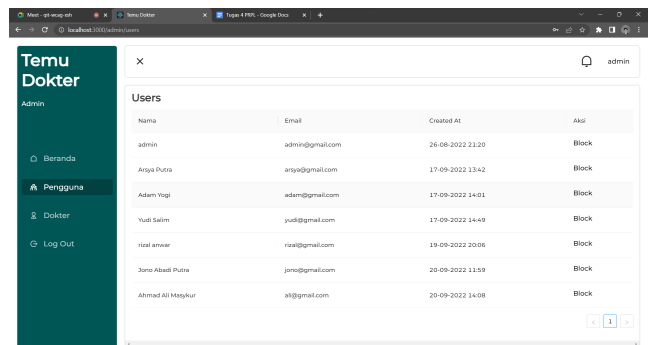 Meet - qit-wcag-esh
Temu Dokter
Tugas 4 PRPL - Google Docs
localhost:3000/admin/users
Temu
Dokter
Admin
Beranda
Pengguna
Dokter
Log Out
admin
Users
Nama Email Created At Aksi
admin admin@gmail.com 26-08-2022 21:20 Block
Arsya Putra arsya@gmail.com 17-09-2022 13:42 Block
Adam Yogi adam@gmail.com 17-09-2022 14:01 Block
Yudi Salim yudi@gmail.com 17-09-2022 14:49 Block
rizal anwar rizal@gmail.com 19-09-2022 20:06 Block
Jono Abadi Putra jono@gmail.com 20-09-2022 11:59 Block
Ahmad Ali Masykur ali@gmail.com 20-09-2022 14:08 Block
1